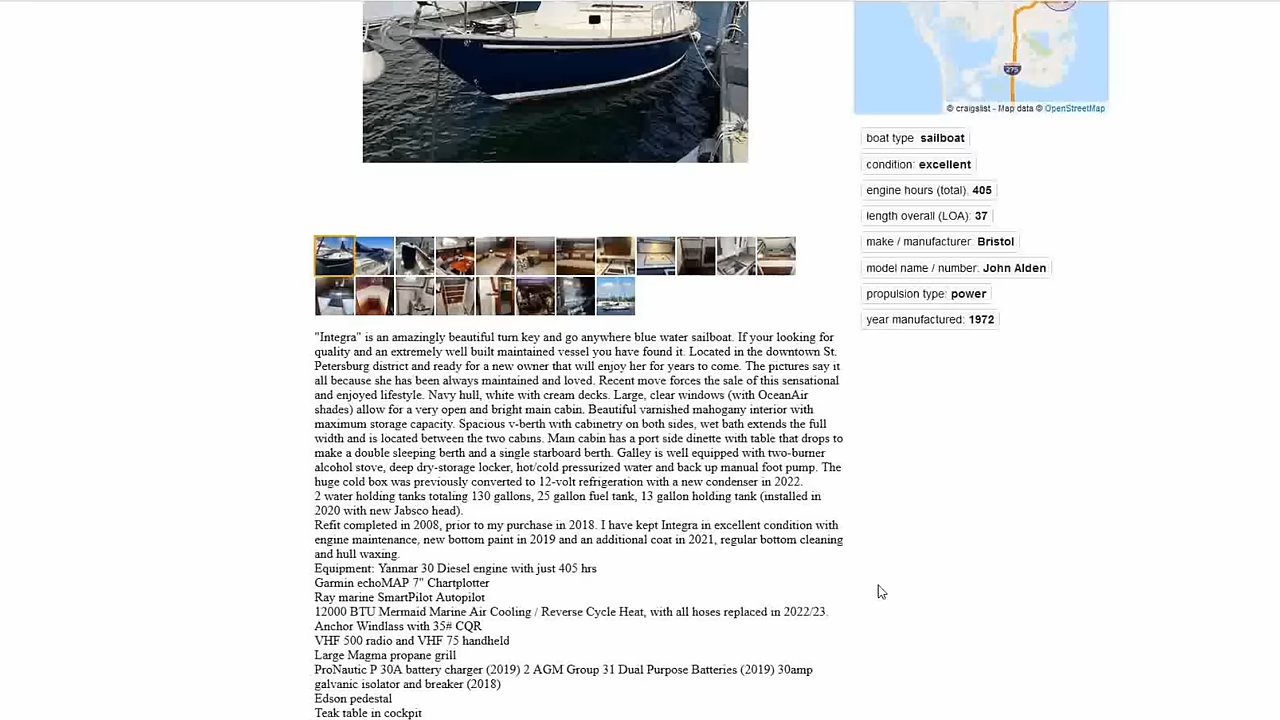 275
© craigslist - Map data © OpenStreetMap
boat type sailboat
condition: excellent
engine hours (total): 405
length overall (LOA): 37
make / manufacturer: Bristol
model name / number: John Alden
propulsion type: power
year manufactured: 1972
"Integra" is an amazingly beautiful turn key and go anywhere blue water sailboat. If your looking for
quality and an extremely well built maintained vessel you have found it. Located in the downtown St.
Petersburg district and ready for a new owner that will enjoy her for years to come. The pictures say it
all because she has been always maintained and loved. Recent move forces the sale of this sensational
and enjoyed lifestyle. Navy hull, white with cream decks. Large, clear windows (with OceanAir
shades) allow for a very open and bright main cabin. Beautiful varnished mahogany interior with
maximum storage capacity. Spacious v-berth with cabinetry on both sides, wet bath extends the full
width and is located between the two cabins. Main cabin has a port side dinette with table that drops to
make a double sleeping berth and a single starboard berth. Galley is well equipped with two-burner
alcohol stove, deep dry-storage locker, hot/cold pressurized water and back up manual foot pump. The
huge cold box was previously converted to 12-volt refrigeration with a new condenser in 2022.
2 water holding tanks totaling 130 gallons, 25 gallon fuel tank, 13 gallon holding tank (installed in
2020 with new Jabsco head).
Refit completed in 2008, prior to my purchase in 2018. I have kept Integra in excellent condition with
engine maintenance, new bottom paint in 2019 and an additional coat in 2021, regular bottom cleaning
and hull waxing.
Equipment: Yanmar 30 Diesel engine with just 405 hrs
Garmin echoMAP 7" Chartplotter
Ray marine SmartPilot Autopilot
12000 BTU Mermaid Marine Air Cooling / Reverse Cycle Heat, with all hoses replaced in 2022/23.
Anchor Windlass with 35# CQR
VHF 500 radio and VHF 75 handheld
Large Magma propane grill
ProNautic P 30A battery charger (2019) 2 AGM Group 31 Dual Purpose Batteries (2019) 30amp
galvanic isolator and breaker (2018)
Edson pedestal
Teak table in cockpit